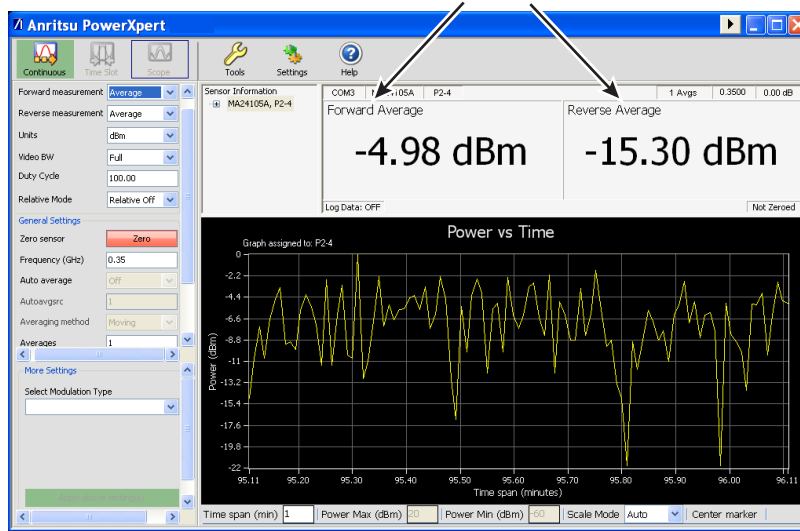 Anritsu PowerXpert
Continuous
Time Slot
Scope
Tools
Settings
Help
Forward measurement Average
Reverse measurement Average
Units dBm
Video BW Full
Duty Cycle 100.00
Relative Mode Relative Off
General Settings
Zero sensor Zero
Frequency (GHz) 0.35
Auto average Off
Autoavgsrc 1
Averaging method Moving
Averages 1
More Settings
Select Modulation Type
Sensor Information
MA24105A, P2-4
COM3 P2-4 1 Avgs 0.3500 0.00 dB
Forward Average
-4.98 dBm
Reverse Average
-15.30 dBm
Log Data: OFF
Not Zeroed
Power vs Time
Graph assigned to: P2-4
Power (dBm)
0
-2.2
-4.4
-6.6
-8.8
-11
-13.2
-15.4
-17.6
-19.8
-22
95.11 95.20 95.30 95.40 95.50 95.60 95.70 95.80 95.90 96.00 96.11
Time span (minutes)
Time span (min) 1 Power Max (dBm) 20 Power Min (dBm) -60 Scale Mode Auto Center marker